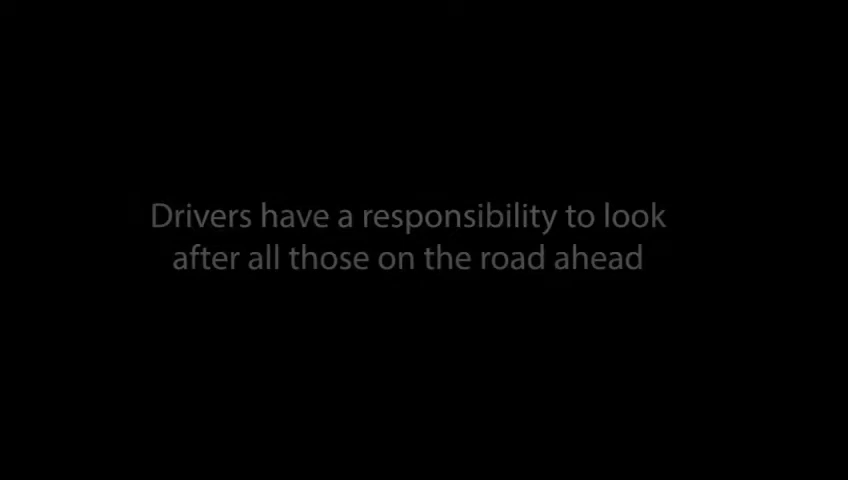 Drivers have a responsibility to look
after all those on the road ahead